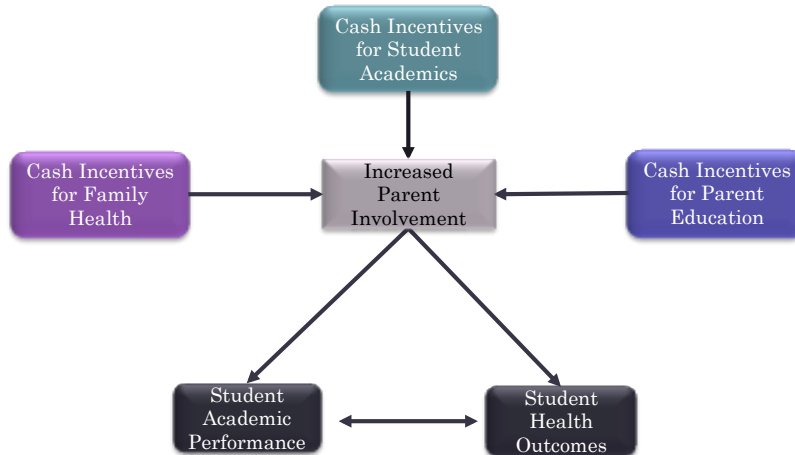 Cash Incentives
for Student
Academics
Cash Incentives
for Family
Health
Increased
Parent
Involvement
Cash Incentives
for Parent
Education
Student
Academic
Performance
Student
Health
Outcomes